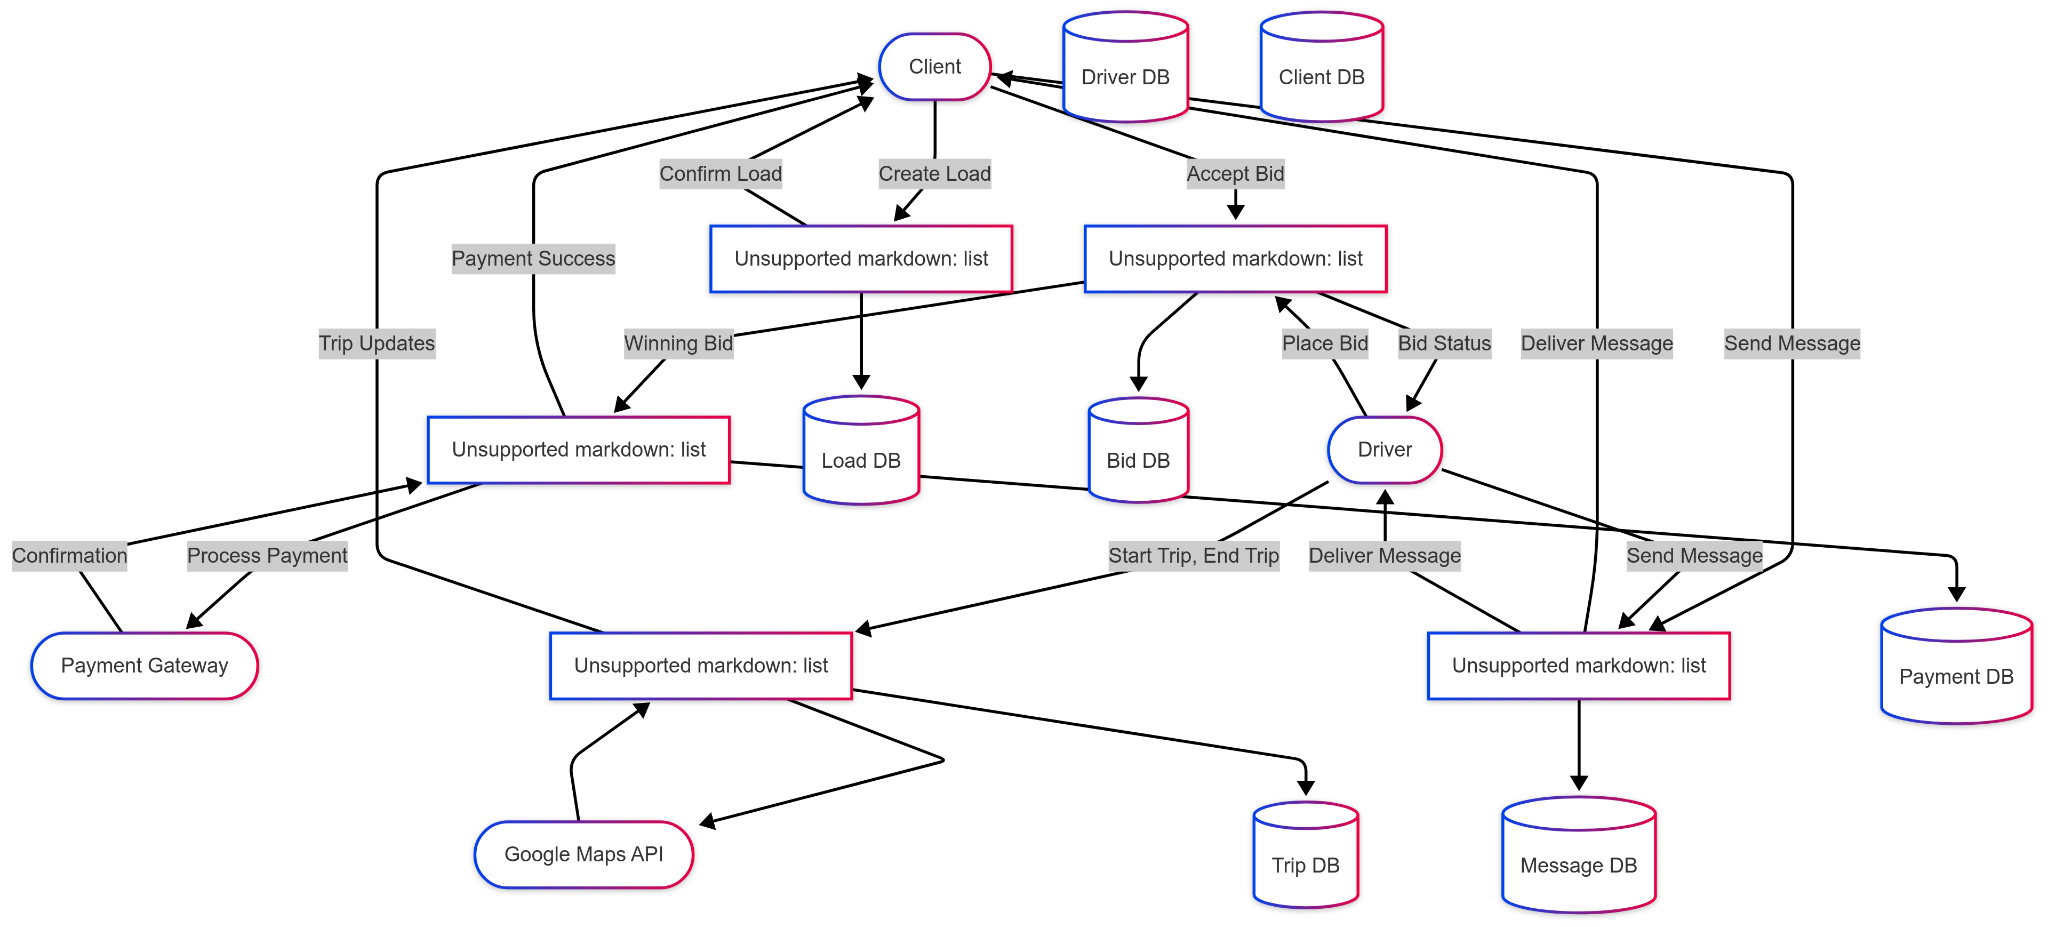 Client
Driver DB
Client DB
Confirm Load
Create Load
Accept Bid
Payment Success
Unsupported markdown: list
Unsupported markdown: list
Trip Updates
Winning Bid
Place Bid
Bid Status
Deliver Message
Send Message
Unsupported markdown: list
Load DB
Bid DB
Driver
Confirmation
Process Payment
Start Trip, End Trip
Deliver Message
Send Message
Payment Gateway
Unsupported markdown: list
Unsupported markdown: list
Payment DB
Google Maps API
Trip DB
Message DB